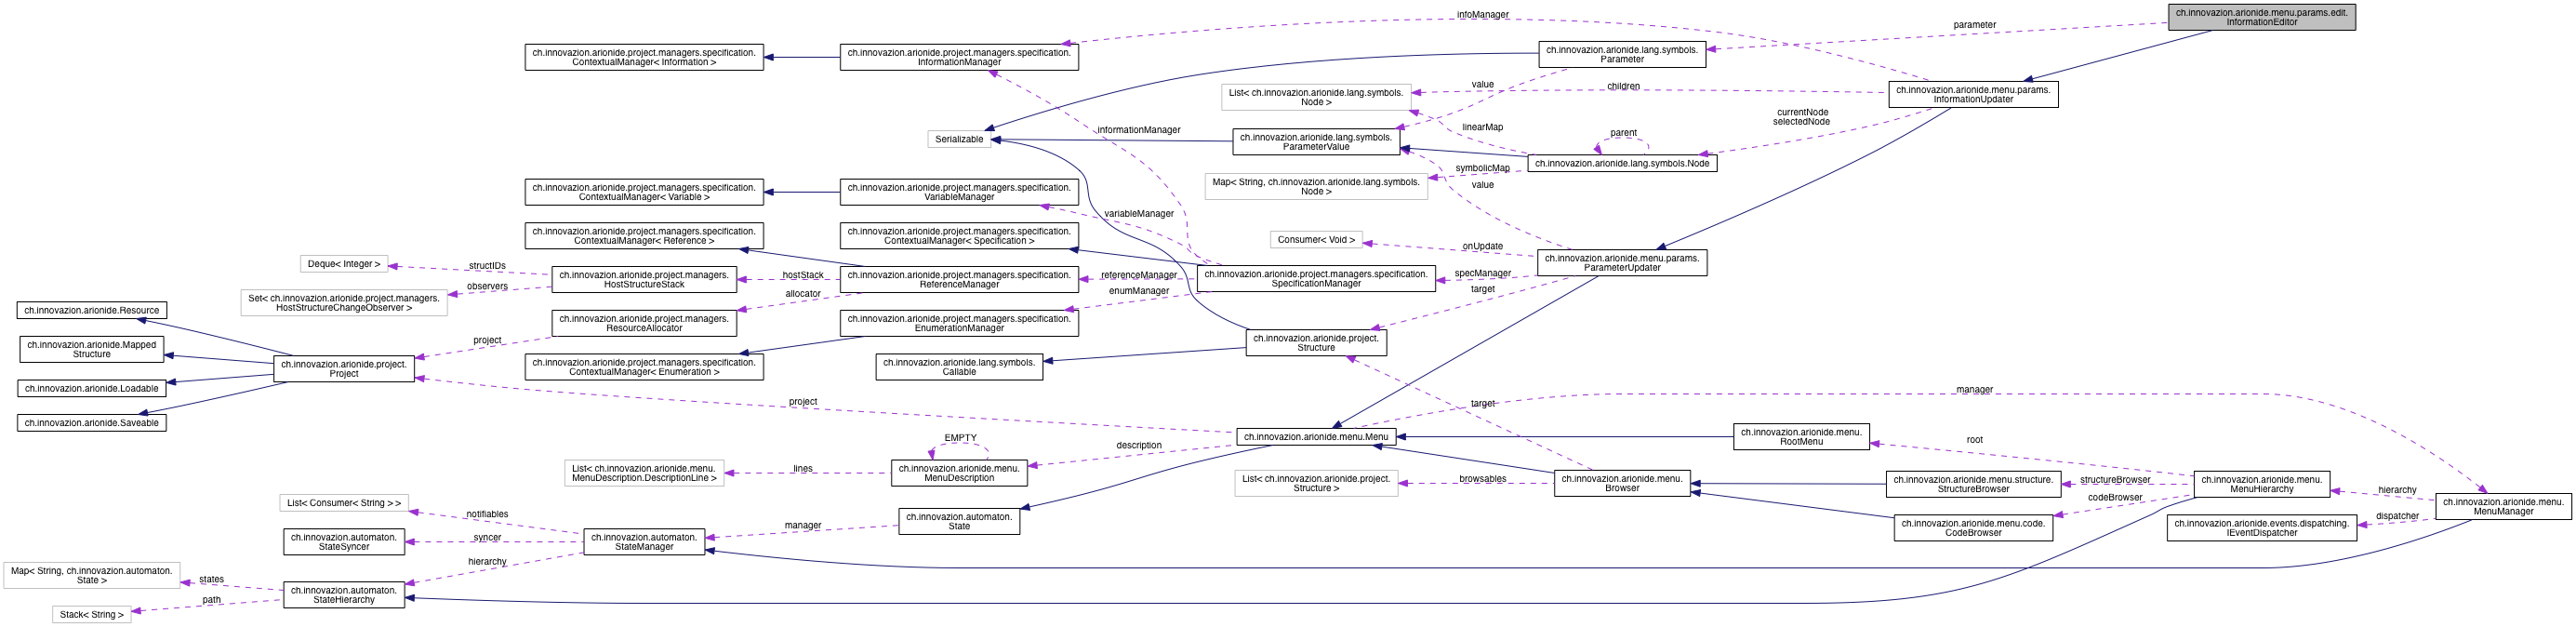 ch.innovazion.arionide.menu.params.edit.
InformationEditor
infoManager
parameter
ch.innovazion.arionide.project.managers.specification.
ContextualManager< Information >
ch.innovazion.arionide.project.managers.specification.
InformationManager
ch.innovazion.arionide.lang.symbols.
Parameter
value
children
List< ch.innovazion.arionide.lang.symbols.
Node >
ch.innovazion.arionide.menu.params.
InformationUpdater
currentNode
selectedNode
informationManager
linearMap
parent
Serializable
ch.innovazion.arionide.lang.symbols.
ParameterValue
ch.innovazion.arionide.lang.symbols.Node
symbolicMap
value
Map< String, ch.innovazion.arionide.lang.symbols.
Node >
ch.innovazion.arionide.project.managers.specification.
ContextualManager< Variable >
ch.innovazion.arionide.project.managers.specification.
VariableManager
variableManager
ch.innovazion.arionide.project.managers.specification.
ContextualManager< Reference >
ch.innovazion.arionide.project.managers.specification.
ContextualManager< Specification >
Consumer< Void >
onUpdate
ch.innovazion.arionide.menu.params.
ParameterUpdater
Deque< Integer >
structIDs
ch.innovazion.arionide.project.managers.
HostStructureStack
hostStack
ch.innovazion.arionide.project.managers.specification.
ReferenceManager
referenceManager
ch.innovazion.arionide.project.managers.specification.
SpecificationManager
specManager
target
observers
Set< ch.innovazion.arionide.project.managers.
HostStructureChangeObserver >
allocator
enumManager
ch.innovazion.arionide.Resource
ch.innovazion.arionide.project.managers.
ResourceAllocator
ch.innovazion.arionide.project.managers.specification.
EnumerationManager
ch.innovazion.arionide.Mapped
Structure
project
ch.innovazion.arionide.project.
Structure
ch.innovazion.arionide.project.
Project
ch.innovazion.arionide.project.managers.specification.
ContextualManager< Enumeration >
ch.innovazion.arionide.lang.symbols.
Callable
ch.innovazion.arionide.Loadable
ch.innovazion.arionide.Saveable
project
target
manager
ch.innovazion.arionide.menu.Menu
ch.innovazion.arionide.menu.
RootMenu
root
EMPTY
description
List< ch.innovazion.arionide.menu.
MenuDescription.DescriptionLine >
lines
ch.innovazion.arionide.menu.
MenuDescription
List< ch.innovazion.arionide.project.
Structure >
browsables
ch.innovazion.arionide.menu.
Browser
ch.innovazion.arionide.menu.structure.
StructureBrowser
structureBrowser
ch.innovazion.arionide.menu.
MenuHierarchy
hierarchy
codeBrowser
ch.innovazion.arionide.menu.
MenuManager
dispatcher
List< Consumer< String > >
notifiables
manager
ch.innovazion.automaton.
State
ch.innovazion.arionide.menu.code.
CodeBrowser
ch.innovazion.arionide.events.dispatching.
IEventDispatcher
ch.innovazion.automaton.
StateSyncer
syncer
ch.innovazion.automaton.
StateManager
hierarchy
Map< String, ch.innovazion.automaton.
State >
states
ch.innovazion.automaton.
StateHierarchy
path
Stack< String >